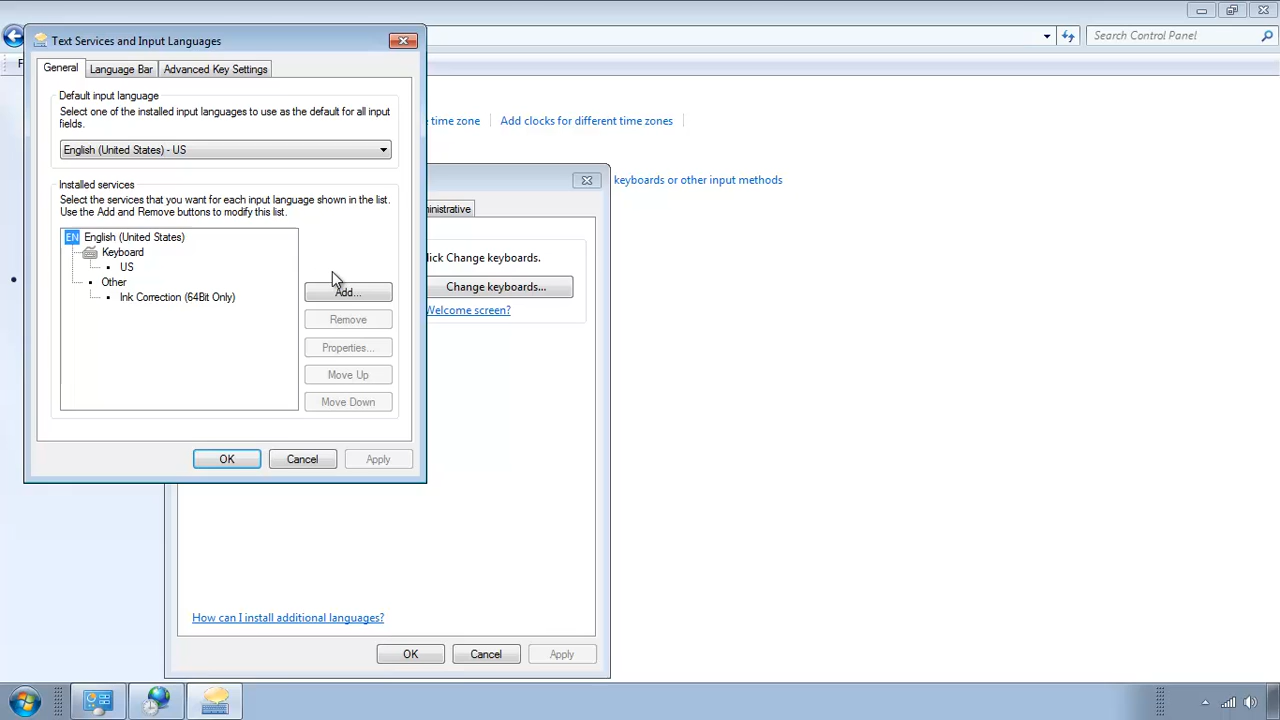 Text Services and Input Languages
Search Control Panel
General
Language Bar
Advanced Key Settings
Default input language
Select one of the installed input languages to use as the default for all input
fields.
English (United States) - US
Installed services
Select the services that you want for each input language shown in the list.
Use the Add and Remove buttons to modify this list.
EN English (United States)
Keyboard
US
Other
Ink Correction (64Bit Only)
Add...
Remove
Properties...
Move Up
Move Down
OK
Cancel
Apply
time zone
Add clocks for different time zones
keyboards or other input methods
Change keyboards.
Change keyboards...
Welcome screen?
How can I install additional languages?
OK
Cancel
Apply